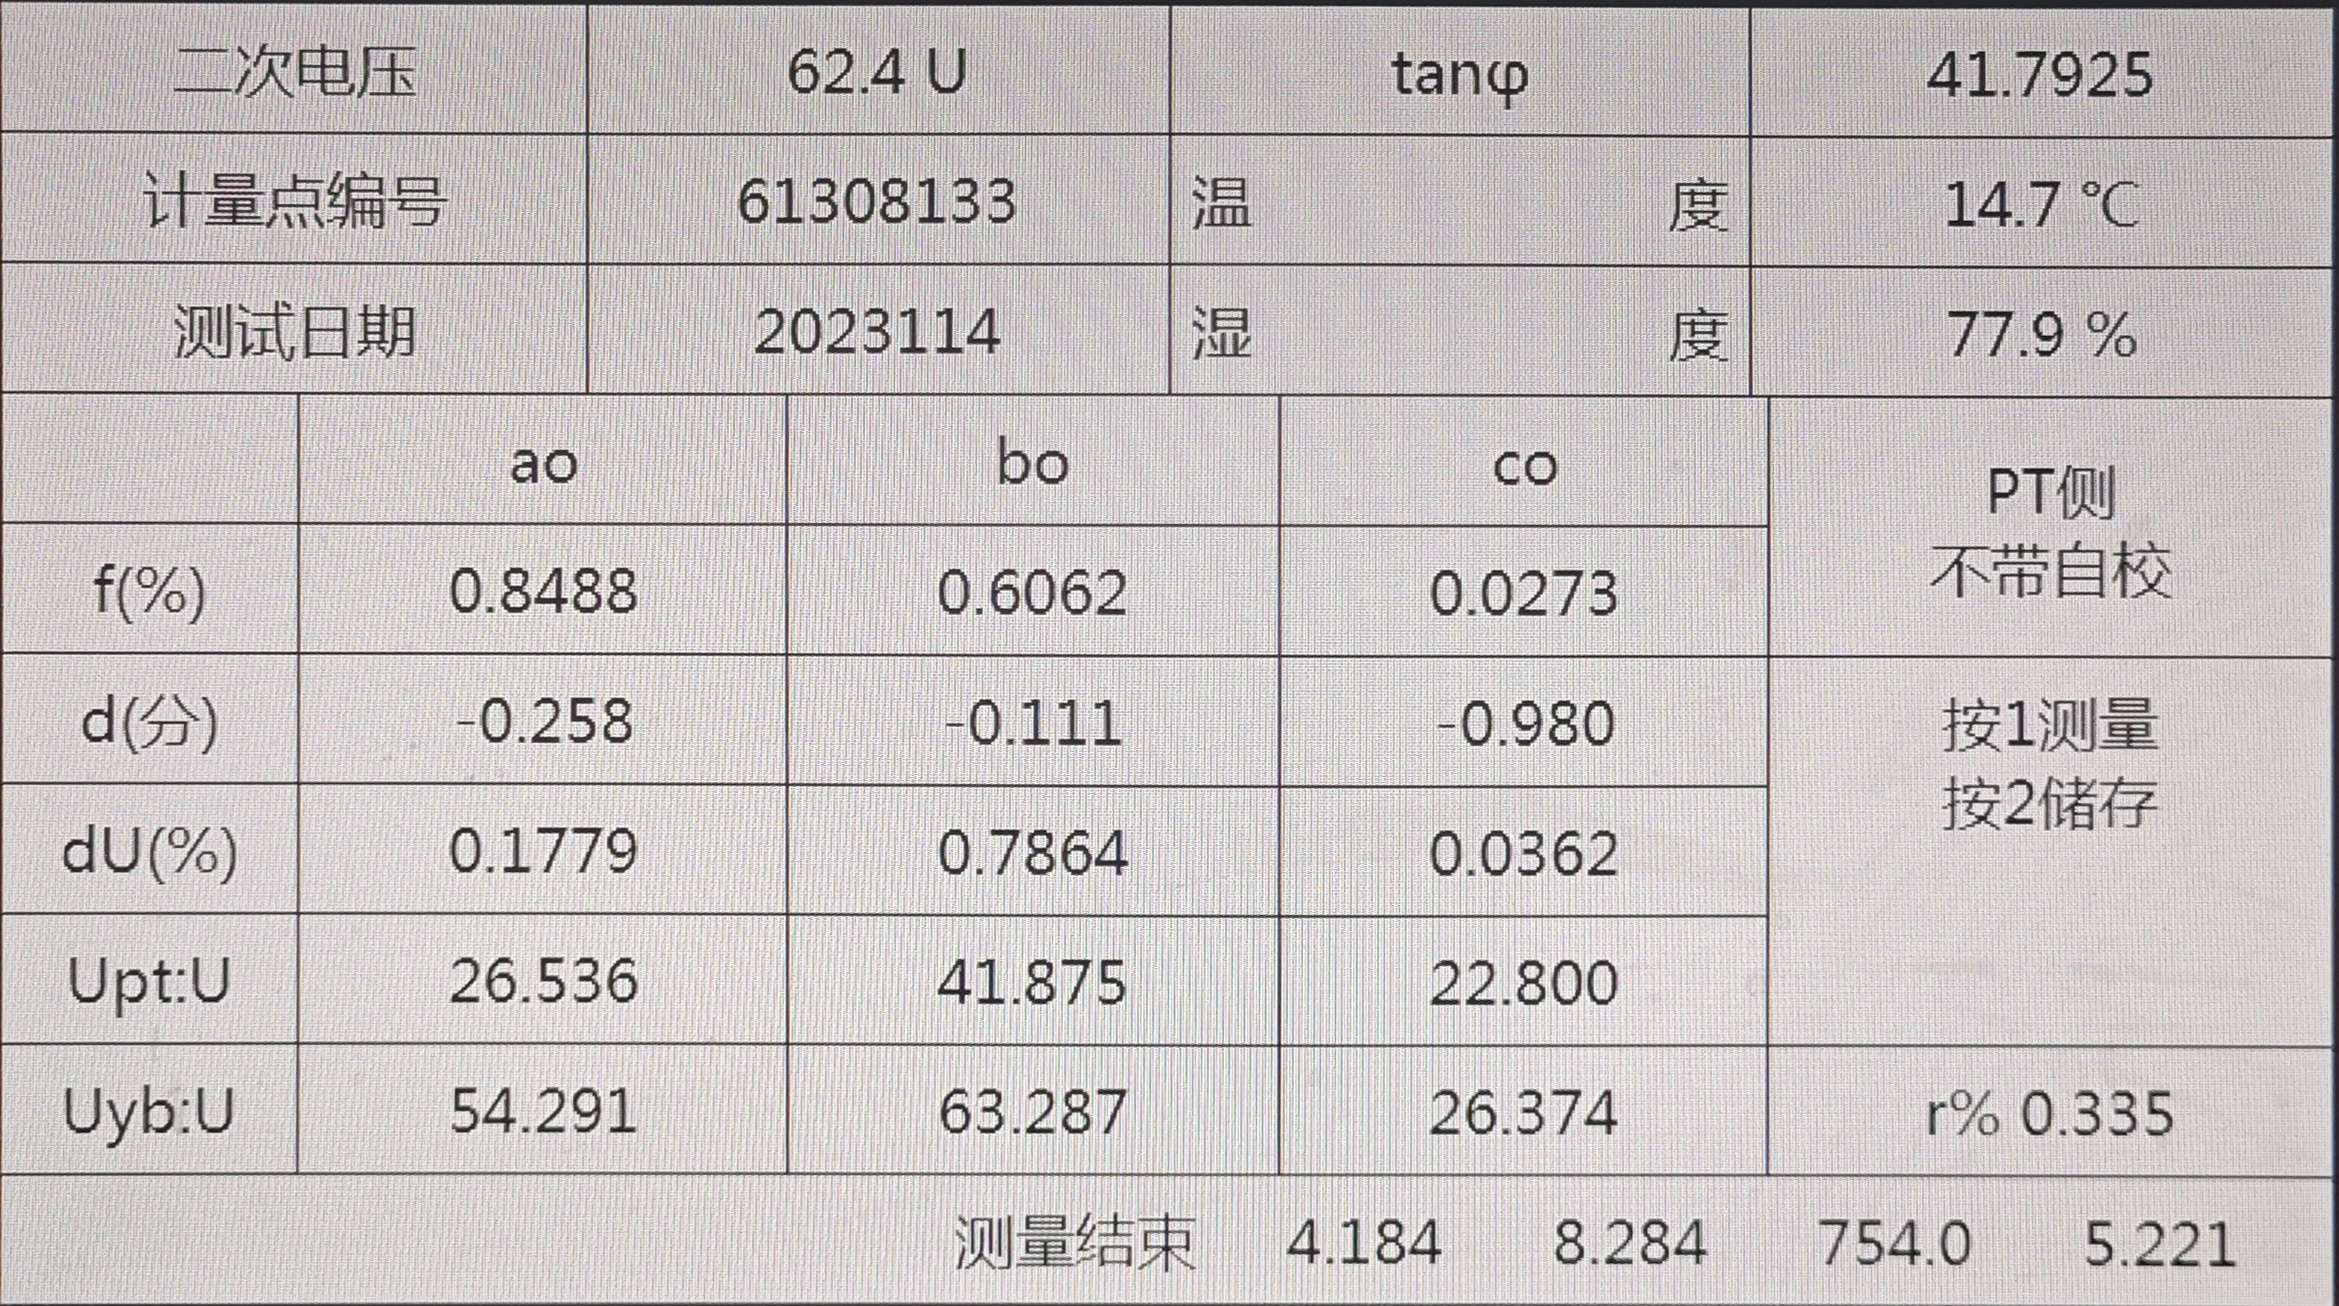 二次电压 62.4 U tanφ 41.7925
计量点编号 61308133 温 度 14.7 ℃
测试日期 2023114 湿 度 77.9 %
ao bo co
PT侧
不带自校
f(%) 0.8488 0.6062 0.0273
d(分) -0.258 -0.111 -0.980
按1测量
按2储存
dU(%) 0.1779 0.7864 0.0362
Upt:U 26.536 41.875 22.800
Uyb:U 54.291 63.287 26.374 r% 0.335
测量结束 4.184 8.284 754.0 5.221